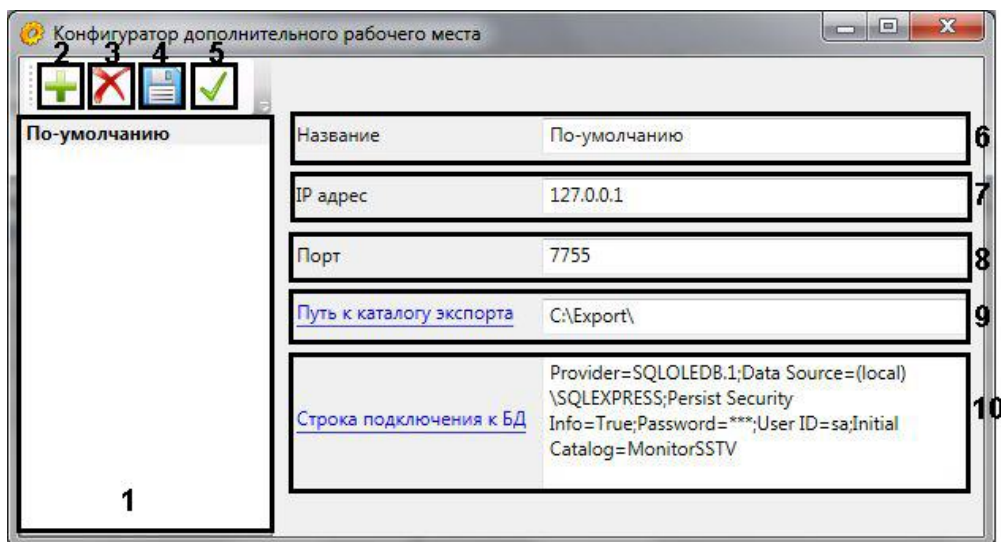 Конфигуратор дополнительного рабочего места
2 3 4 5
По-умолчанию
1
Название По-умолчанию 6
IP адрес 127.0.0.1 7
Порт 7755 8
Путь к каталогу экспорта C:\Export\ 9
Строка подключения к БД
Provider=SQLOLEDB.1;Data Source=(local)
\SQLEXPRESS;Persist Security
Info=True;Password=***;User ID=sa;Initial
Catalog=MonitorSSTV
10